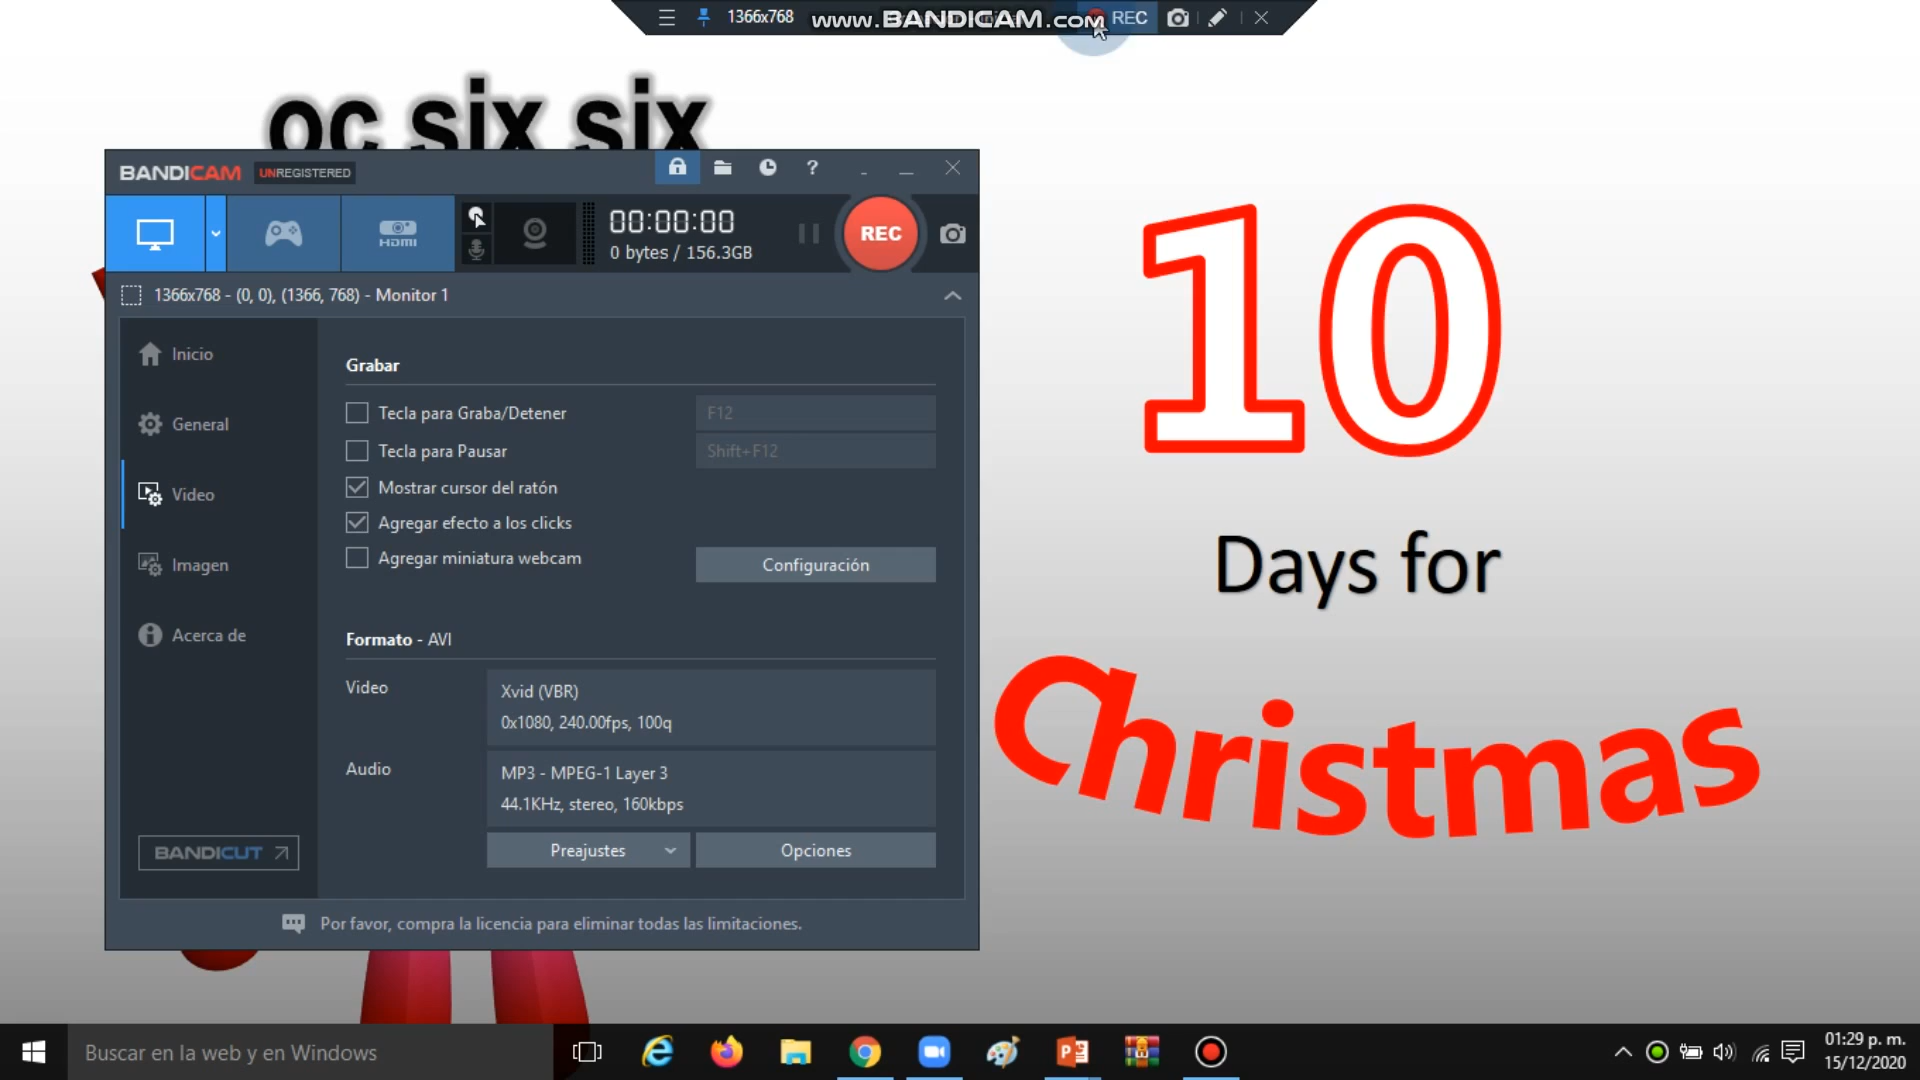 1366x768
www.BANDICAM.com
REC
oc six six
BANDICAM UNREGISTERED
?
HDMI
00:00:00
0 bytes / 156.3GB
REC
1366x768 - (0, 0), (1366, 768) - Monitor 1
Inicio
General
Video
Imagen
Acerca de
BANDICUT
Grabar
Tecla para Graba/Detener
F12
Tecla para Pausar
Shift+F12
Mostrar cursor del ratón
Agregar efecto a los clicks
Agregar miniatura webcam
Configuración
Formato - AVI
Video
Xvid (VBR)
0x1080, 240.00fps, 100q
Audio
MP3 - MPEG-1 Layer 3
44.1KHz, stereo, 160kbps
Preajustes
Opciones
Por favor, compra la licencia para eliminar todas las limitaciones.
10
Days for
Christmas
Buscar en la web y en Windows
01:29 p. m.
15/12/2020